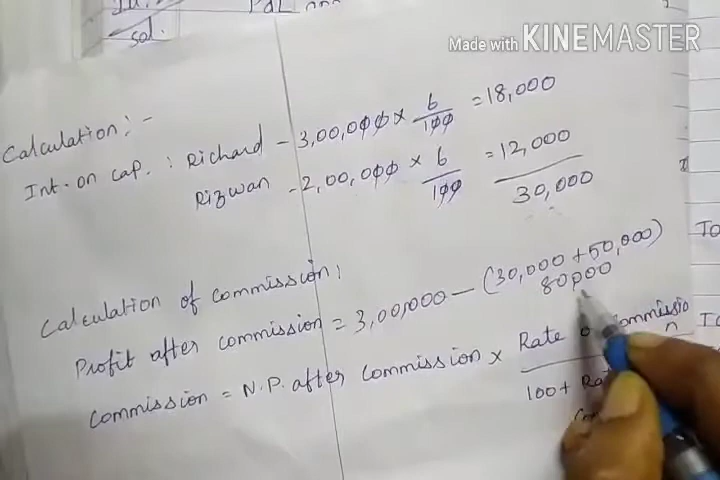 Made with KINEMASTER
sol.
Calculation :-
Int. on cap. : Richard - 3,00,000 × 6/100 = 18,000
Rizwan - 2,00,000 × 6/100 = 12,000
30,000
Calculation of commission :
Profit after commission = 3,00,000 - (30,000 + 50,000)
80,000
Commission = N.P. after commission × Rate commission
100 +